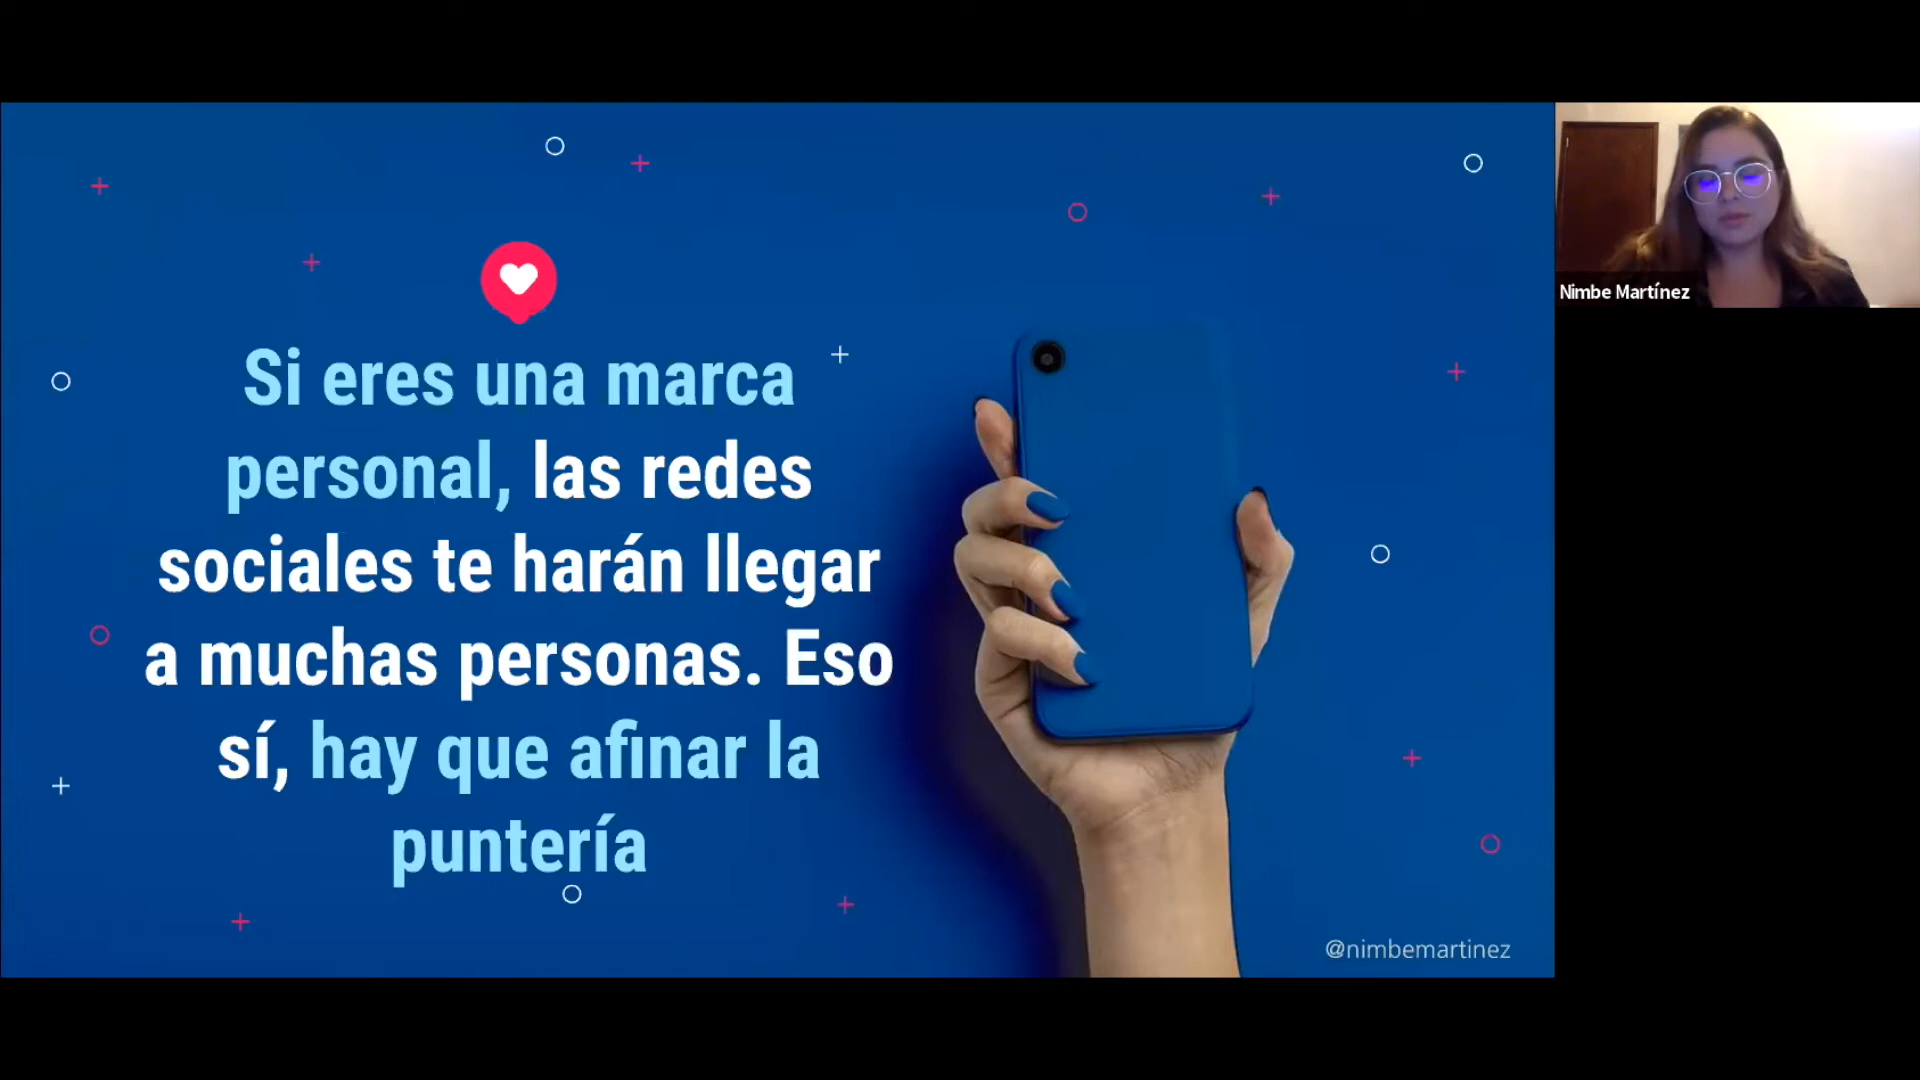 Si eres una marca
personal, las redes
sociales te harán llegar
a muchas personas. Eso
sí, hay que afinar la
puntería
@nimbemartinez
Nimbe Martínez